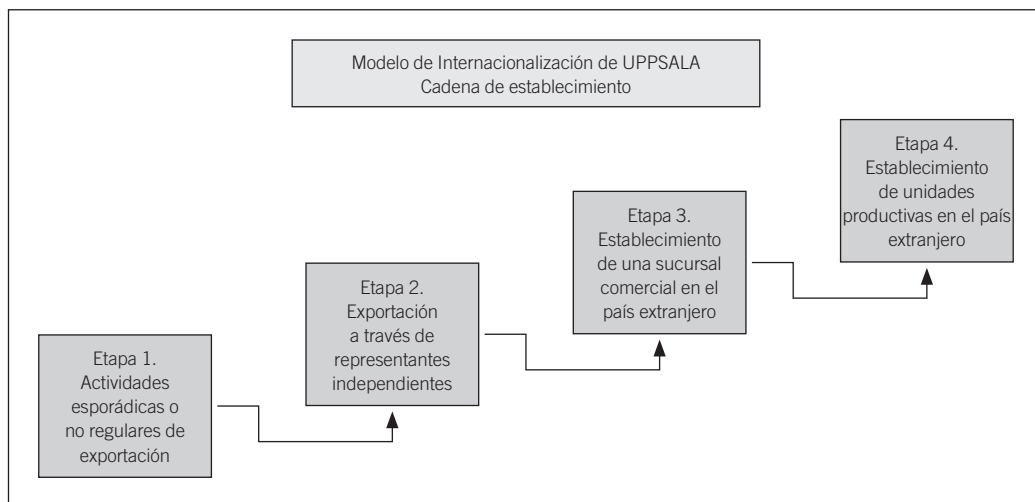 Modelo de Internacionalización de UPPSALA
Cadena de establecimiento
Etapa 1.
Actividades
esporádicas o
no regulares de
exportación
Etapa 2.
Exportación
a través de
representantes
independientes
Etapa 3.
Establecimiento
de una sucursal
comercial en el
país extranjero
Etapa 4.
Establecimiento
de unidades
productivas en el país
extranjero